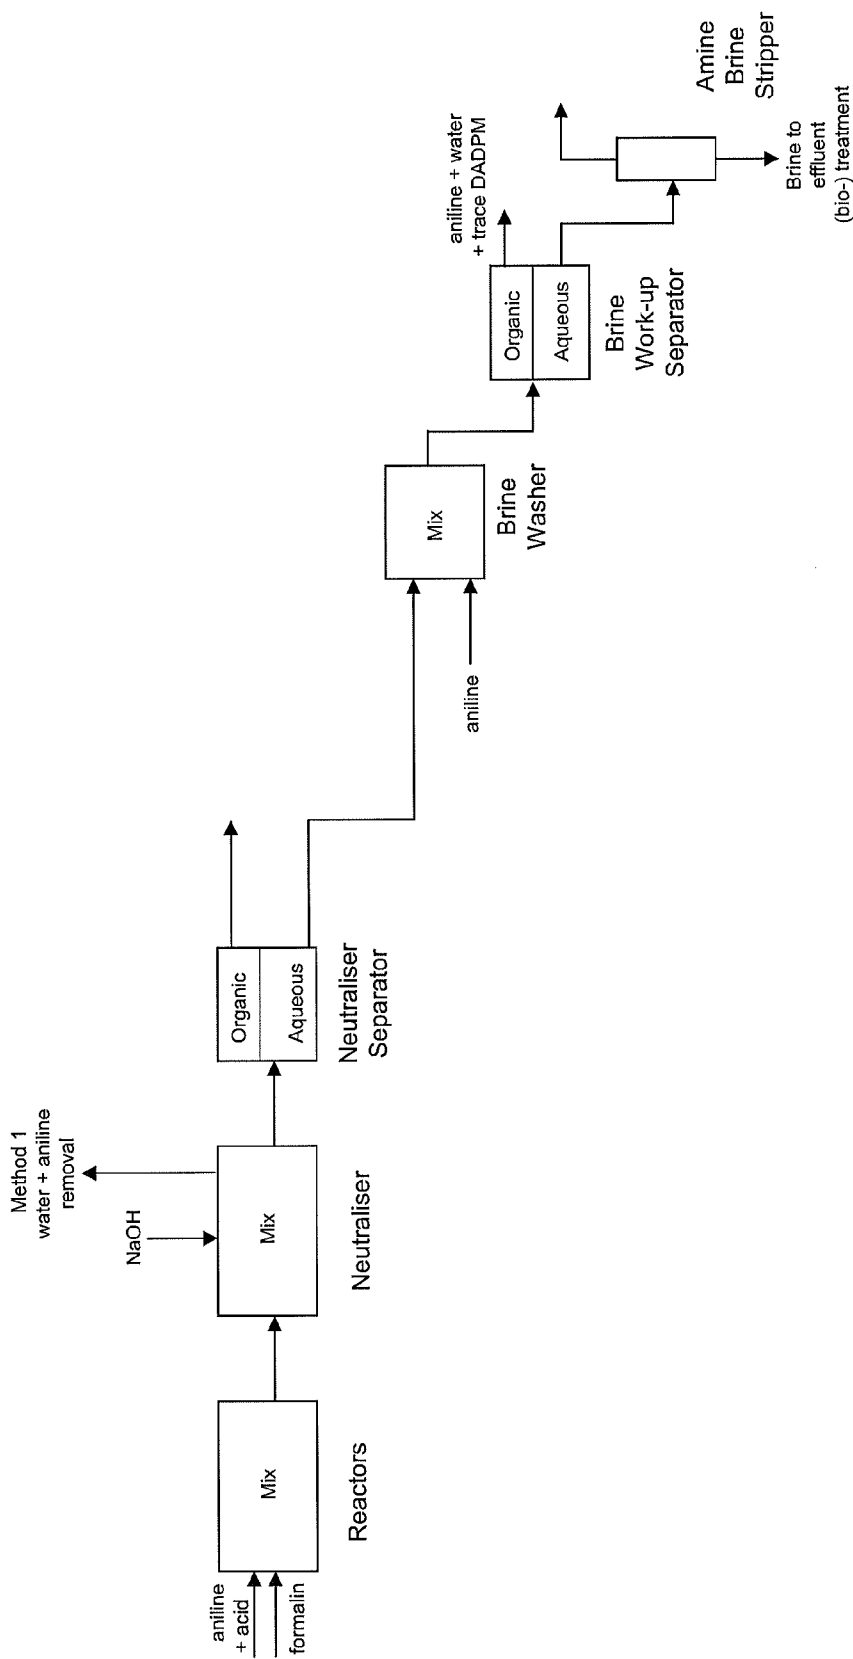 aniline
+ acid
formalin
Mix
Reactors
Method 1
water + aniline
removal
NaOH
Mix
Neutraliser
Organic
Aqueous
Neutraliser
Separator
aniline
Mix
Brine
Washer
aniline + water
+ trace DADPM
Organic
Aqueous
Brine
Work-up
Separator
Amine
Brine
Stripper
Brine to
effluent
(bio-) treatment